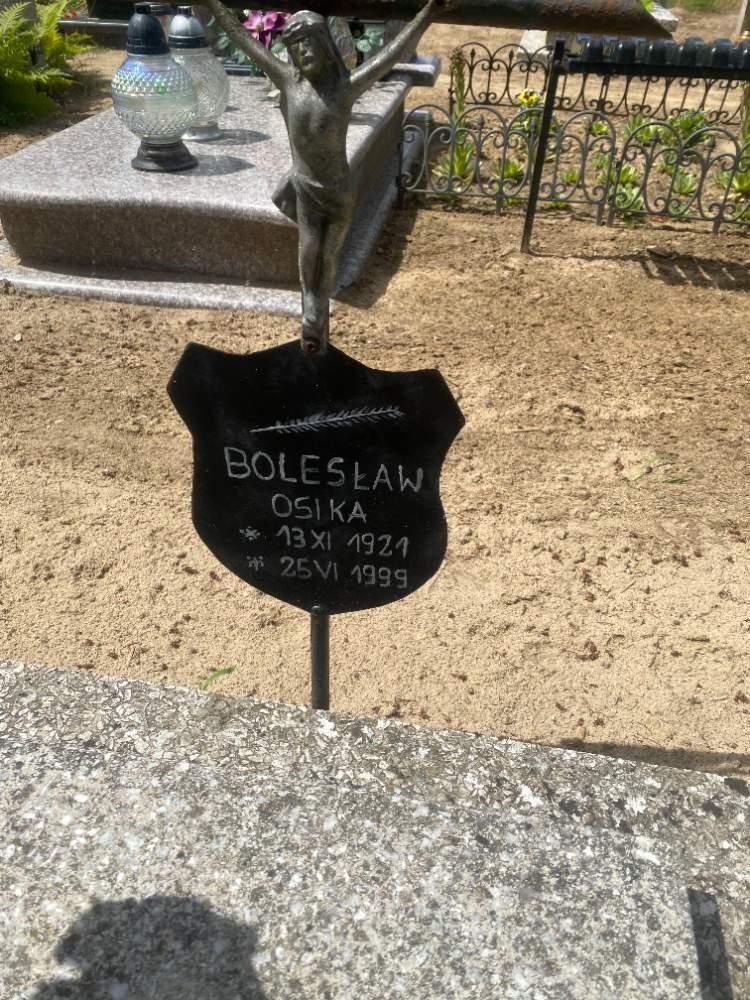 BOLESŁAW
OSIKA
* 13 XI 1921
* 25 VI 1999